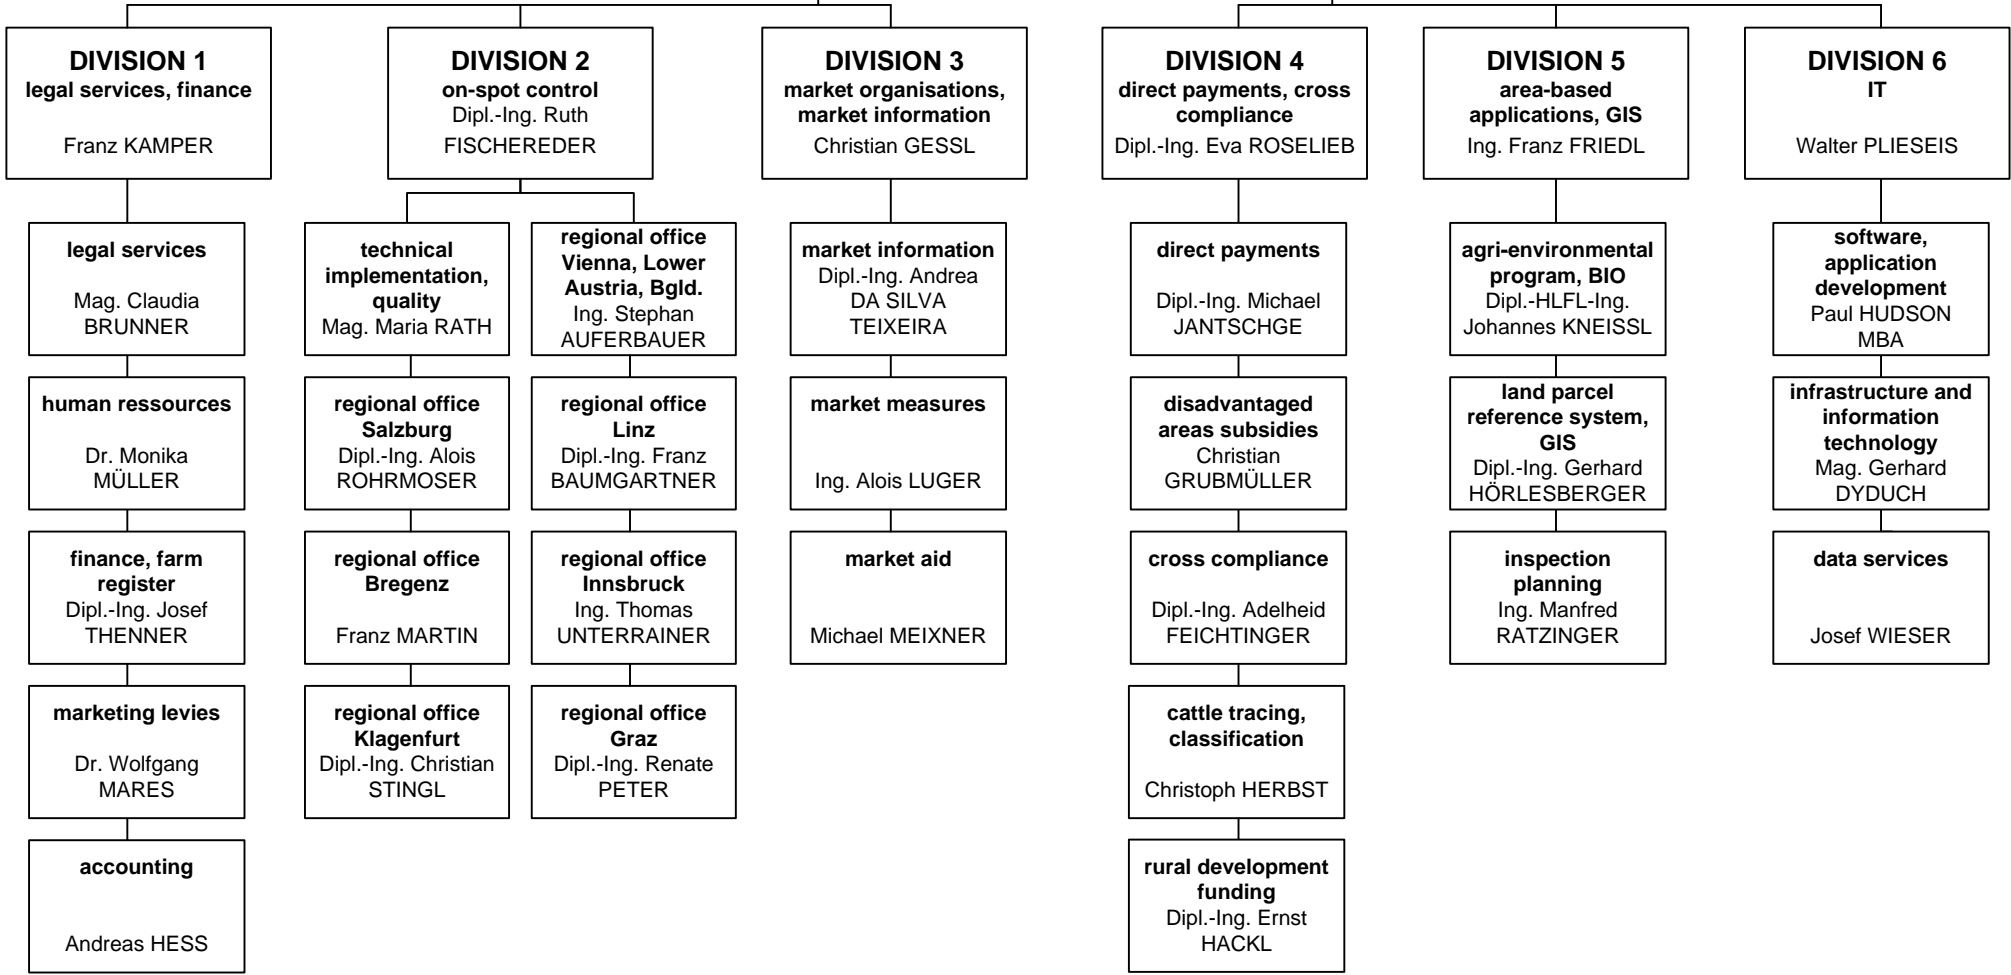 DIVISION 1
legal services, finance
Franz KAMPER
legal services
Mag. Claudia
BRUNNER
human ressources
Dr. Monika
MÜLLER
finance, farm
register
Dipl.-Ing. Josef
THENNER
marketing levies
Dr. Wolfgang
MARES
accounting
Andreas HESS
DIVISION 2
on-spot control
Dipl.-Ing. Ruth
FISCHEREDER
technical
implementation,
quality
Mag. Maria RATH
regional office
Salzburg
Dipl.-Ing. Alois
ROHRMOSER
regional office
Bregenz
Franz MARTIN
regional office
Klagenfurt
Dipl.-Ing. Christian
STINGL
regional office
Vienna, Lower
Austria, Bgld.
Ing. Stephan
AUFERBAUER
regional office
Linz
Dipl.-Ing. Franz
BAUMGARTNER
regional office
Innsbruck
Ing. Thomas
UNTERRAINER
regional office
Graz
Dipl.-Ing. Renate
PETER
DIVISION 3
market organisations,
market information
Christian GESSL
market information
Dipl.-Ing. Andrea
DA SILVA
TEIXEIRA
market measures
Ing. Alois LUGER
market aid
Michael MEIXNER
DIVISION 4
direct payments, cross
compliance
Dipl.-Ing. Eva ROSELIEB
direct payments
Dipl.-Ing. Michael
JANTSCHGE
disadvantaged
areas subsidies
Christian
GRUBMÜLLER
cross compliance
Dipl.-Ing. Adelheid
FEICHTINGER
cattle tracing,
classification
Christoph HERBST
rural development
funding
Dipl.-Ing. Ernst
HACKL
DIVISION 5
area-based
applications, GIS
Ing. Franz FRIEDL
agri-environmental
program, BIO
Dipl.-HLFL-Ing.
Johannes KNEISSL
land parcel
reference system,
GIS
Dipl.-Ing. Gerhard
HÖRLESBERGER
inspection
planning
Ing. Manfred
RATZINGER
DIVISION 6
IT
Walter PLIESEIS
software,
application
development
Paul HUDSON
MBA
infrastructure and
information
technology
Mag. Gerhard
DYDUCH
data services
Josef WIESER